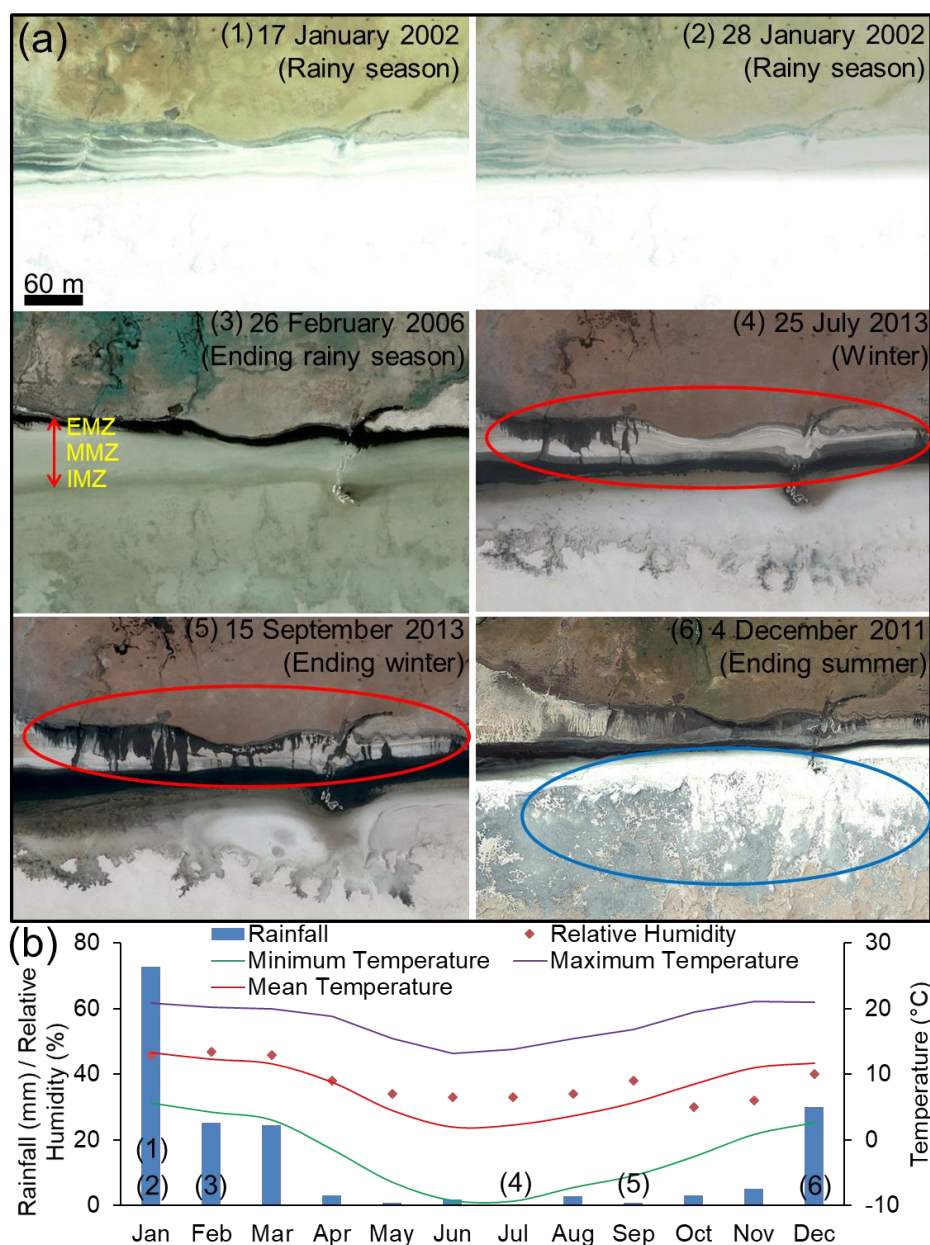 (a)
(1) 17 January 2002
(Rainy season)
(2) 28 January 2002
(Rainy season)
60 m
(3) 26 February 2006
(Ending rainy season)
EMZ
MMZ
IMZ
(4) 25 July 2013
(Winter)
(5) 15 September 2013
(Ending winter)
(6) 4 December 2011
(Ending summer)
(b)
Rainfall
Relative Humidity
Minimum Temperature
Maximum Temperature
Mean Temperature
Rainfall (mm) / Relative
Humidity (%)
80
60
40
20
0
30
20
10
0
-10
Temperature (°C)
(1)
(2)
(3)
(4)
(5)
(6)
Jan Feb Mar Apr May Jun Jul Aug Sep Oct Nov Dec